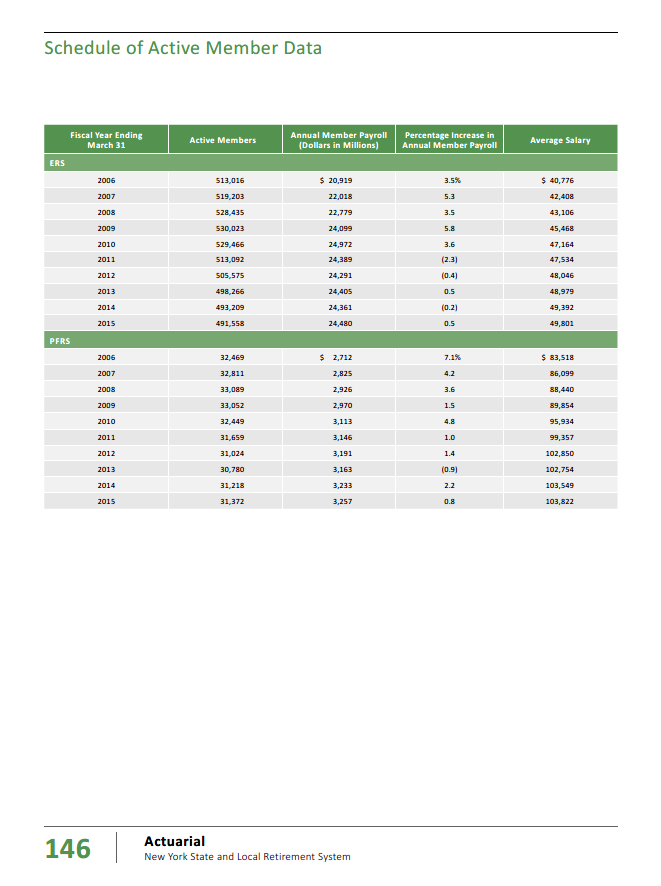 Schedule of Active Member Data
Fiscal Year Ending March 31 Active Members Annual Member Payroll (Dollars in Millions) Percentage Increase in Annual Member Payroll Average Salary
ERS
2006 513,016 $ 20,919 3.5% $ 40,776
2007 519,203 22,018 5.3 42,408
2008 528,435 22,779 3.5 43,106
2009 530,023 24,099 5.8 45,468
2010 529,466 24,972 3.6 47,164
2011 513,092 24,389 (2.3) 47,534
2012 505,575 24,291 (0.4) 48,046
2013 498,266 24,405 0.5 48,979
2014 493,209 24,361 (0.2) 49,392
2015 491,558 24,480 0.5 49,801
PFRS
2006 32,469 $ 2,712 7.1% $ 83,518
2007 32,811 2,825 4.2 86,099
2008 33,089 2,926 3.6 88,440
2009 33,052 2,970 1.5 89,854
2010 32,449 3,113 4.8 95,934
2011 31,659 3,146 1.0 99,357
2012 31,024 3,191 1.4 102,850
2013 30,780 3,163 (0.9) 102,754
2014 31,218 3,233 2.2 103,549
2015 31,372 3,257 0.8 103,822
146 Actuarial
New York State and Local Retirement System